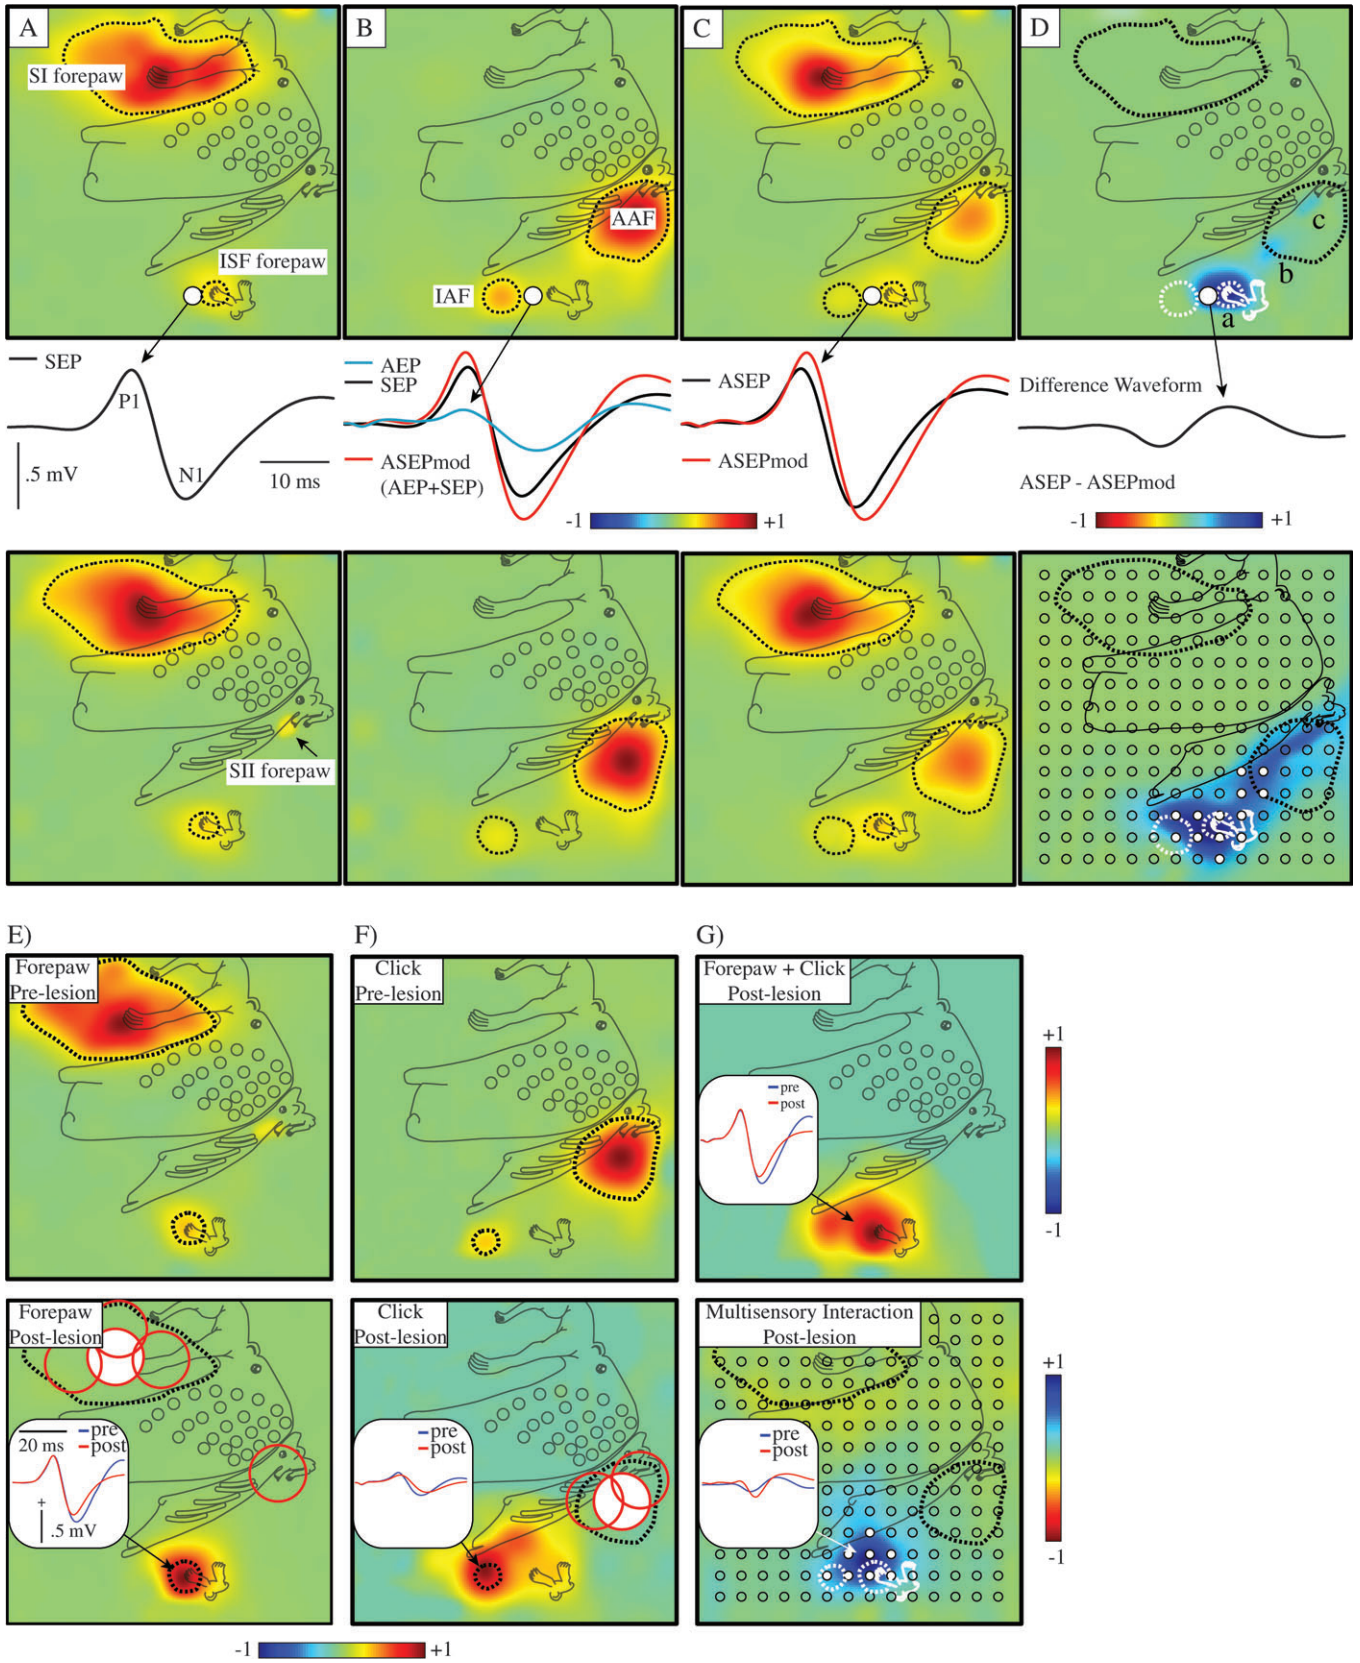 A
B
C
D
SI forepaw
AAF
c
ISF forepaw
b
IAF
a
SEP
P1
N1
.5 mV
10 ms
AEP
SEP
ASEPmod
(AEP+SEP)
-1
+1
ASEP
ASEPmod
Difference Waveform
ASEP - ASEPmod
-1
+1
SII forepaw
E)
F)
G)
Forepaw
Pre-lesion
Click
Pre-lesion
Forepaw + Click
Post-lesion
pre
post
+1
-1
Forepaw
Post-lesion
20 ms
pre
post
+
.5 mV
Click
Post-lesion
pre
post
Multisensory Interaction
Post-lesion
pre
post
+1
-1
-1
+1